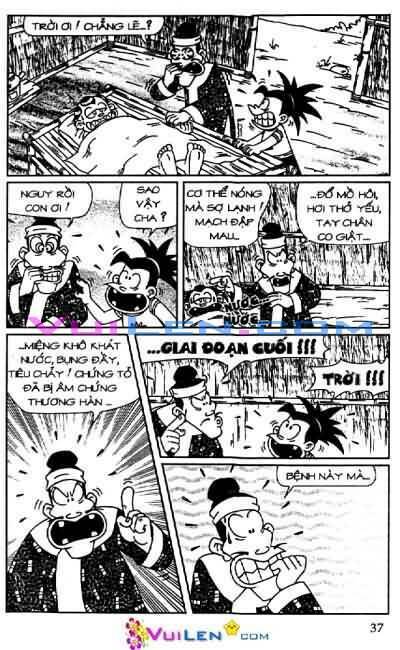 TRỜI ƠI ! CHẲNG LẼ...?
NGUY RỒI
CON ƠI !
SAO
VẬY
CHA ?
CƠ THỂ NÓNG
MÀ SỢ LẠNH !
MẠCH ĐẬP
MAU...
...ĐỔ MỒ HÔI,
HƠI THỞ YẾU,
TAY CHÂN
CO GIẬT...
NƯỚC...
NƯỚC
...MIỆNG KHÔ KHÁT
NƯỚC, BỤNG ĐẦY,
TIÊU CHẢY ! CHỨNG TỎ
ĐÃ BỊ ÂM CHỨNG
THƯƠNG HÀN ...
...GIAI ĐOẠN CUỐI !!!
TRỜI !!!
BỆNH NÀY MÀ...
VUILEN.COM
37
VUILEN.COM